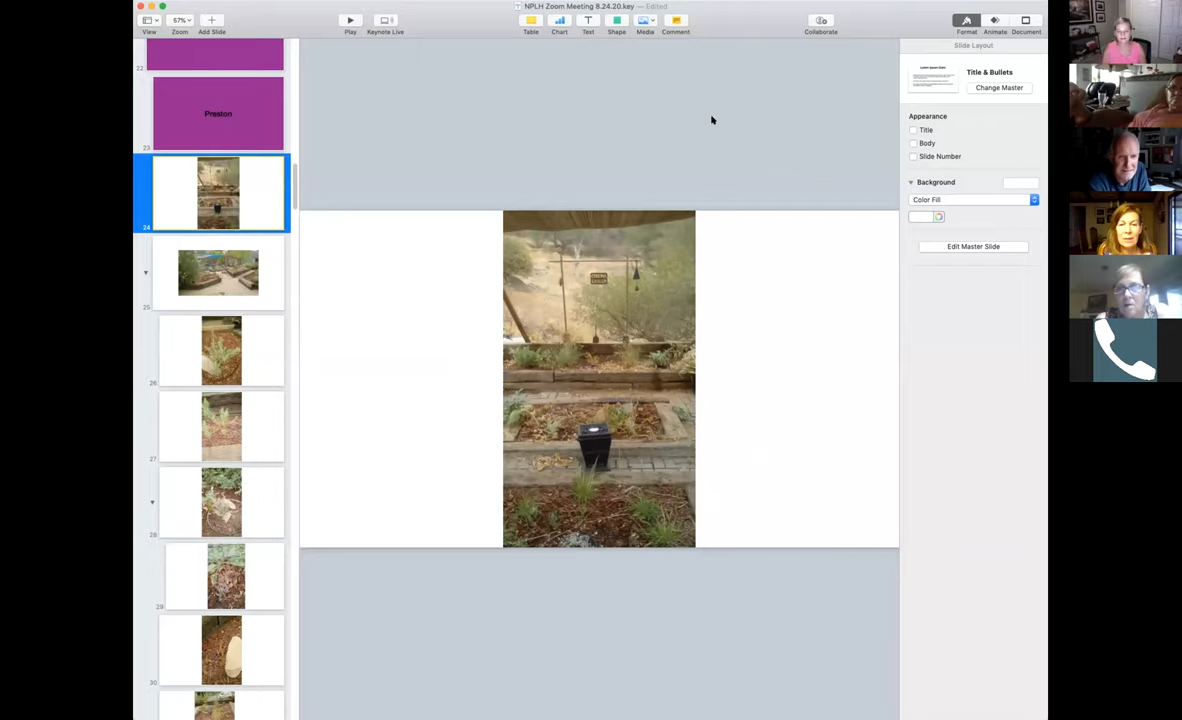 NPLH Zoom Meeting 8.24.20.key — Edited
57%
View Zoom Add Slide Play Keynote Live Table Chart Text Shape Media Comment Collaborate Format Animate Document
Slide Layout
Title & Bullets
Change Master
Appearance
Title
Body
Slide Number
Background
Color Fill
Edit Master Slide
22
Preston
23
24
25
26
27
28
29
30